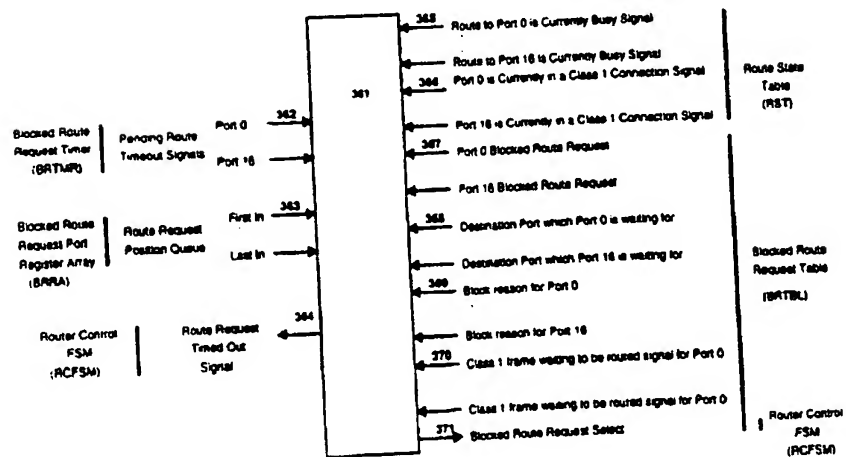 365 Route to Port 0 is Currently Busy Signal
Route to Port 16 is Currently Busy Signal
366 Port 0 is Currently in a Class 1 Connection Signal
Port 16 is Currently in a Class 1 Connection Signal
Route State
Table
(RST)
361
Blocked Route
Request Timer
(BRTMR)
Pending Route
Timeout Signals
Port 0 362
Port 16
367 Port 0 Blocked Route Request
Port 16 Blocked Route Request
368 Destination Port which Port 0 is waiting for
Destination Port which Port 16 is waiting for
369 Block reason for Port 0
Block reason for Port 16
370 Class 1 frame waiting to be routed signal for Port 0
Class 1 frame waiting to be routed signal for Port 0
Blocked Route
Request Table
(BRTBL)
Blocked Route
Request Port
Register Array
(BRRA)
Route Request
Position Queue
First In 363
Last In
Router Control
FSM
(RCFSM)
Route Request
Timed Out
Signal
364
371 Blocked Route Request Select
Router Control
FSM
(RCFSM)